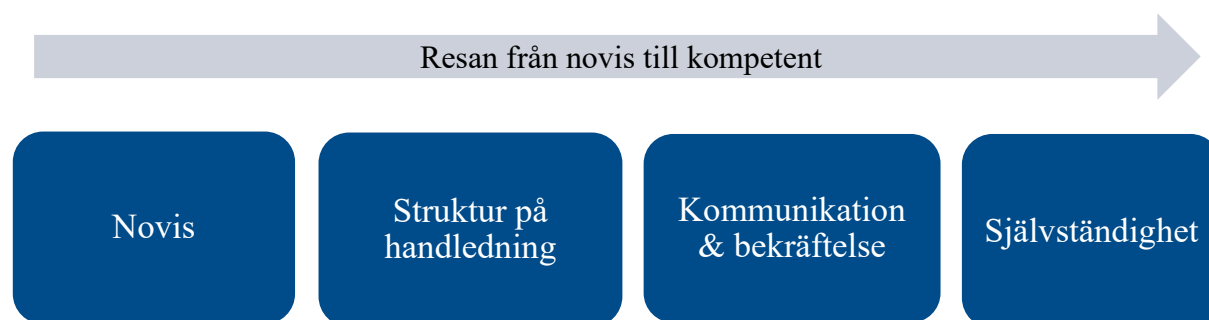 Resan från novis till kompetent
Novis
Struktur på
handledning
Kommunikation
& bekräftelse
Självständighet